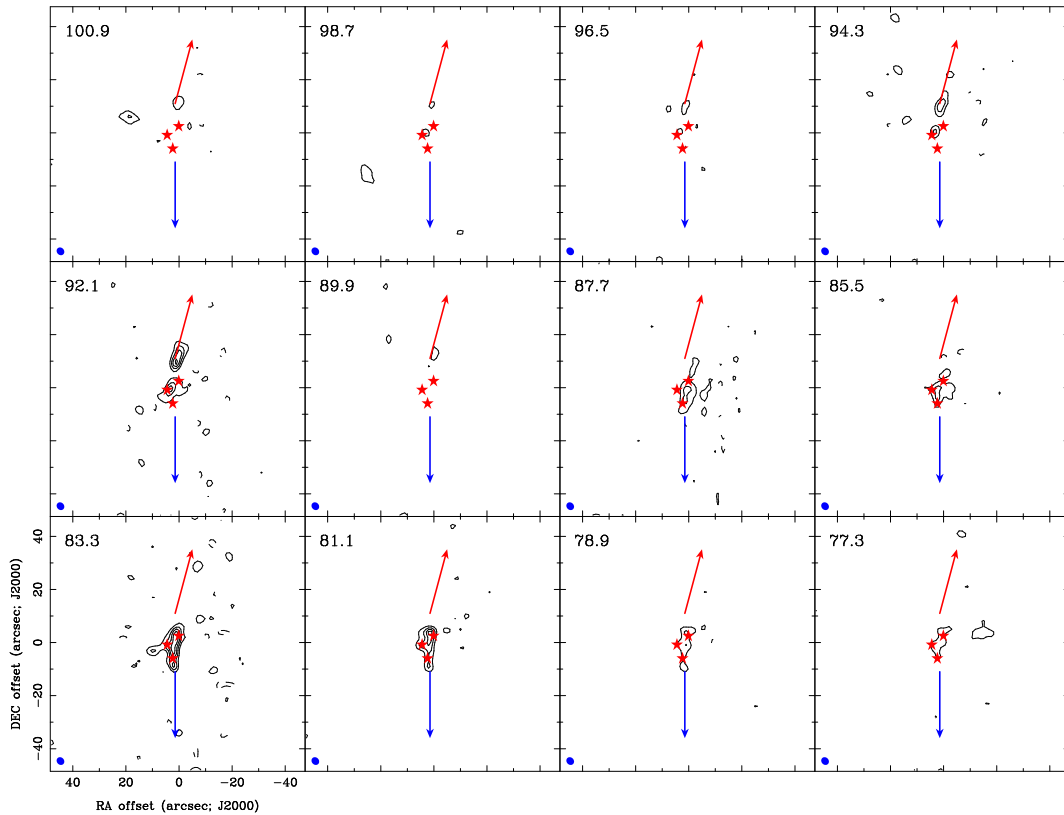 100.9 98.7 96.5 94.3
92.1 89.9 87.7 85.5
83.3 81.1 78.9 77.3
40
20
0
−20
−40
DEC offset (arcsec; J2000)
40 20 0 −20 −40
RA offset (arcsec; J2000)